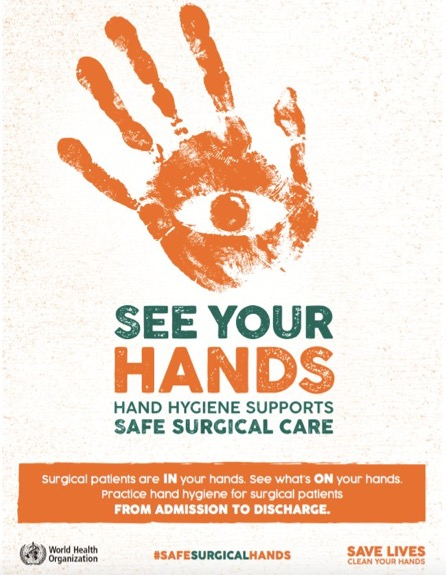 SEE YOUR
HANDS
HAND HYGIENE SUPPORTS
SAFE SURGICAL CARE
Surgical patients are IN your hands. See what's ON your hands.
Practice hand hygiene for surgical patients
FROM ADMISSION TO DISCHARGE.
World Health
Organization
#SAFESURGICALHANDS
SAVE LIVES
CLEAN YOUR HANDS